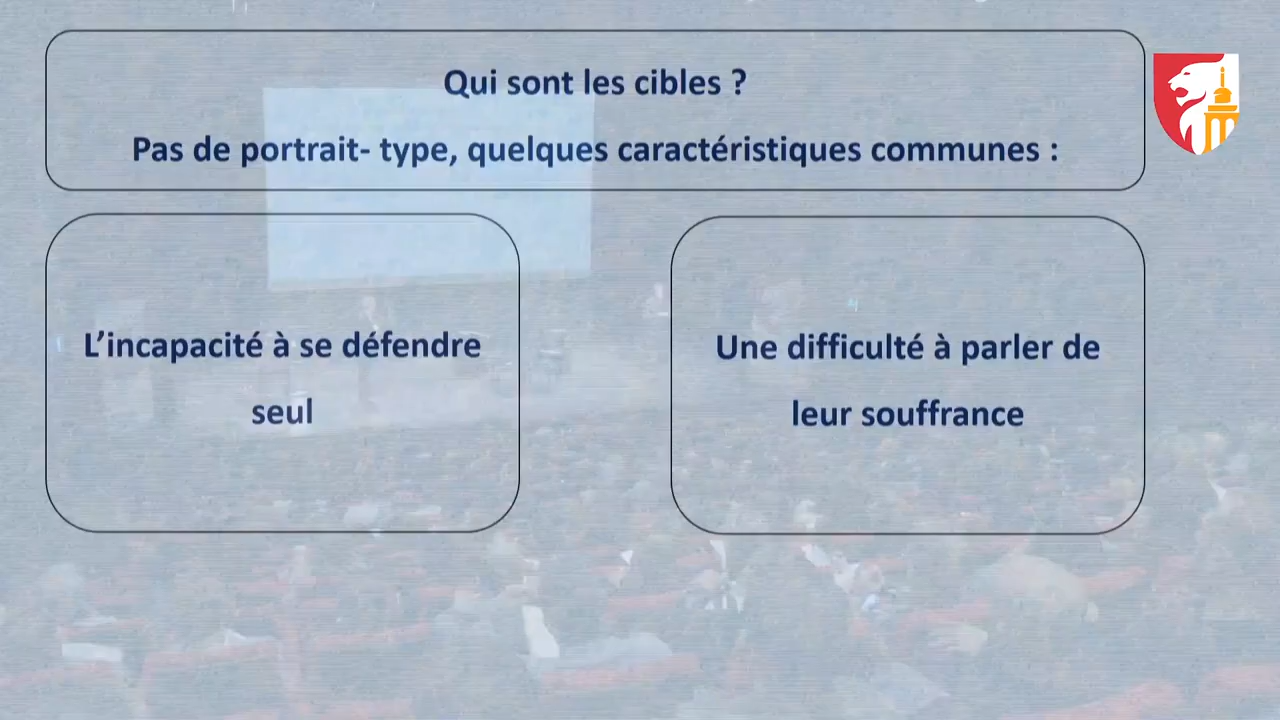 Qui sont les cibles ?
Pas de portrait- type, quelques caractéristiques communes :
L’incapacité à se défendre
seul
Une difficulté à parler de
leur souffrance